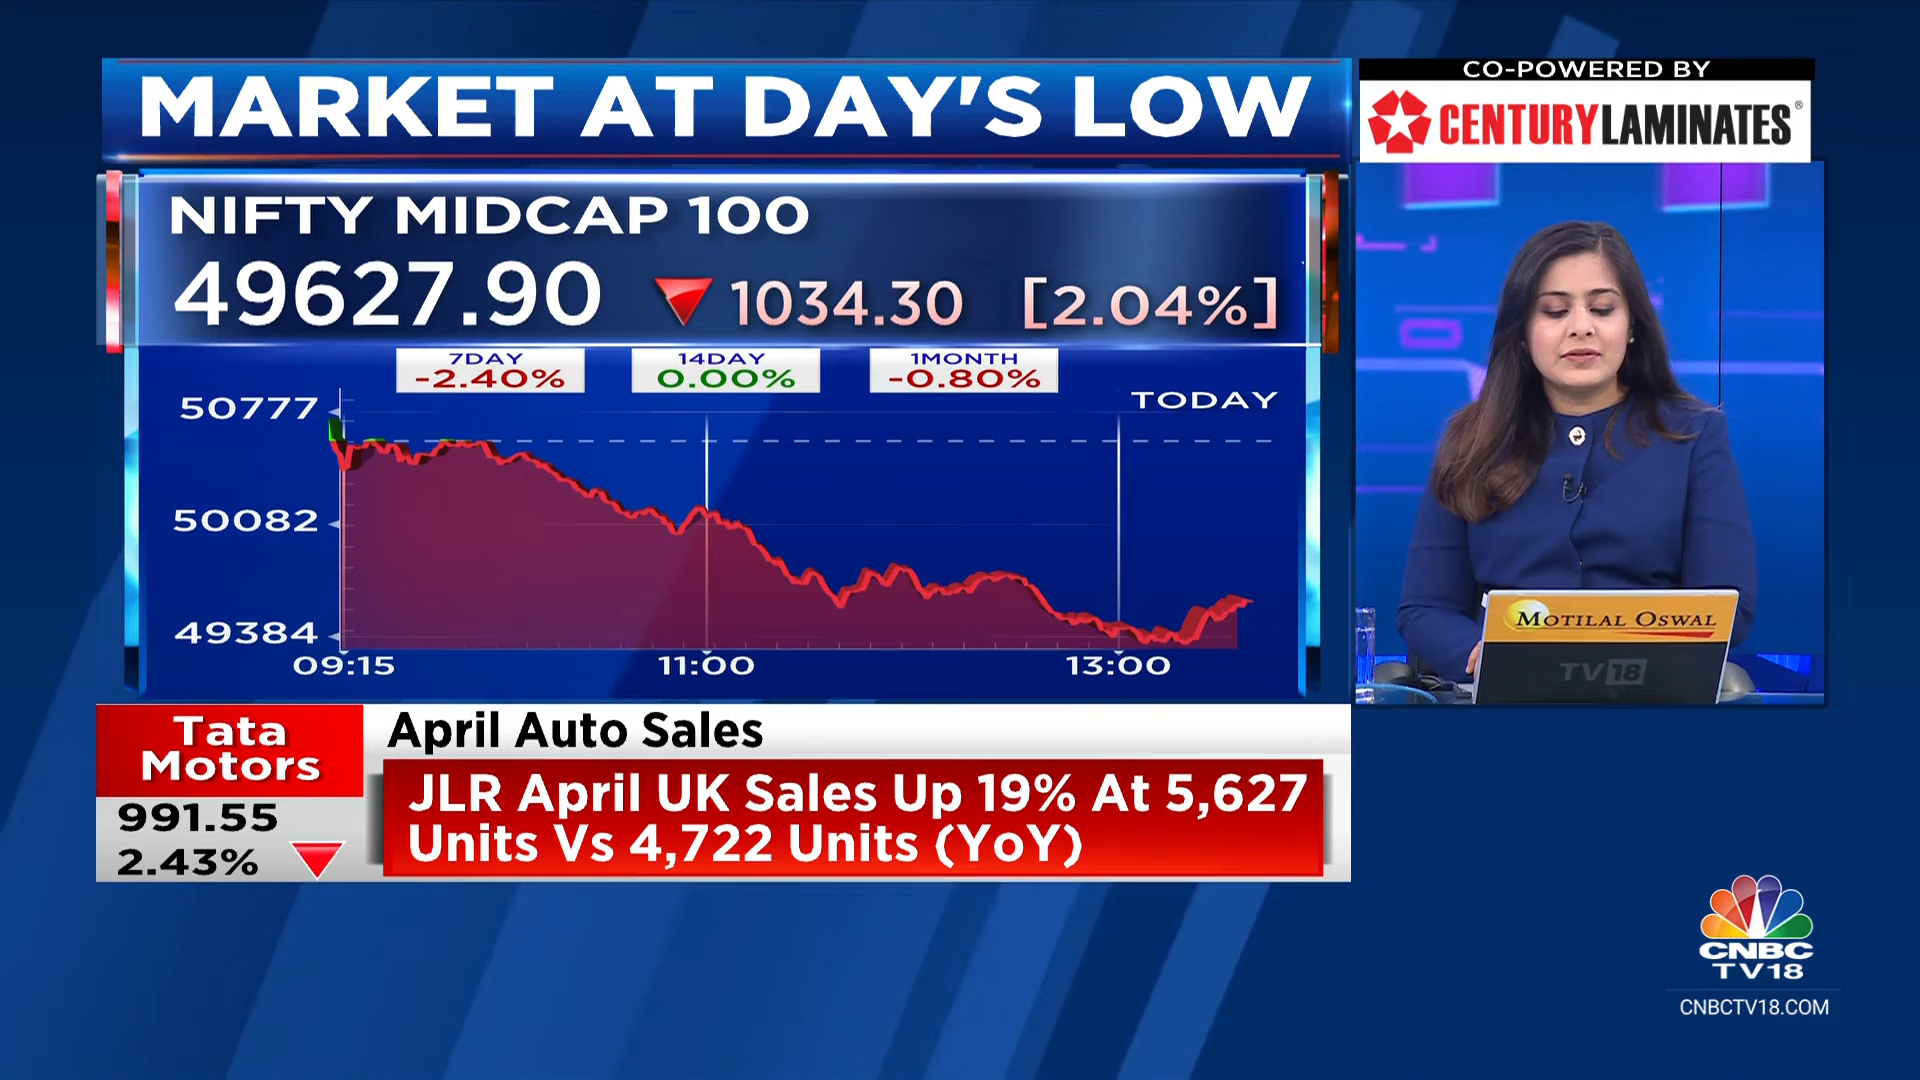 MARKET AT DAY'S LOW
CO-POWERED BY
CENTURYLAMINATES®
NIFTY MIDCAP 100
49627.90 1034.30 [2.04%]
7DAY
-2.40%
14DAY
0.00%
1MONTH
-0.80%
TODAY
50777
50082
49384
09:15 11:00 13:00
MOTILAL OSWAL
TV18
Tata
Motors
991.55
2.43%
April Auto Sales
JLR April UK Sales Up 19% At 5,627
Units Vs 4,722 Units (YoY)
CNBC
TV18
CNBCTV18.COM